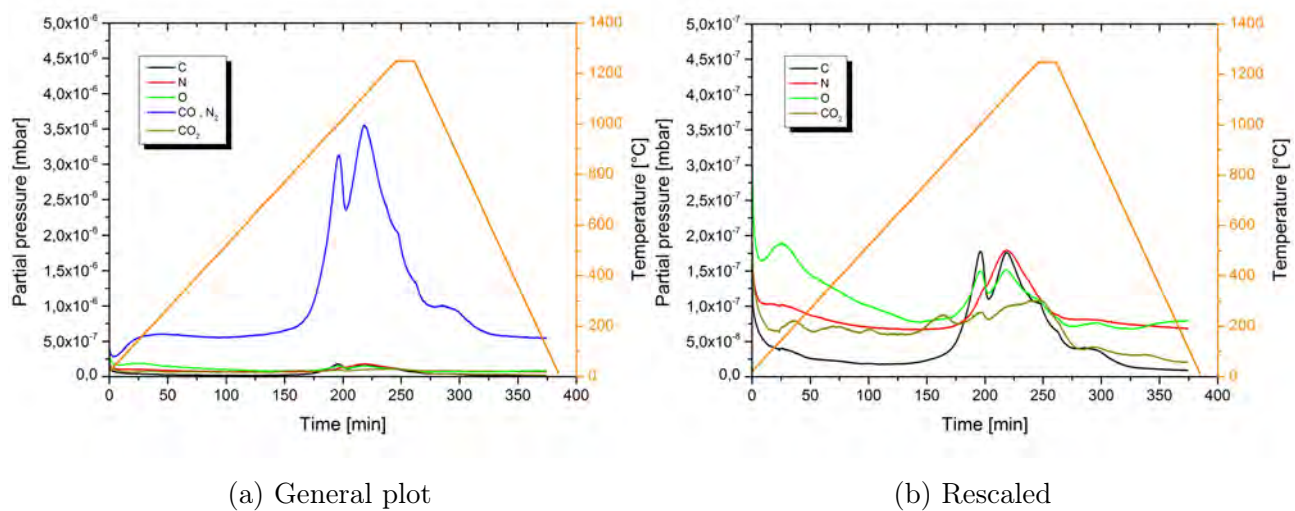 5,0x10⁻⁶
4,5x10⁻⁶
4,0x10⁻⁶
3,5x10⁻⁶
3,0x10⁻⁶
2,5x10⁻⁶
2,0x10⁻⁶
1,5x10⁻⁶
1,0x10⁻⁶
5,0x10⁻⁷
0,0
Partial pressure [mbar]
C
N
O
CO , N₂
CO₂
1400
1200
1000
800
600
400
200
0
Temperature [°C]
0 50 100 150 200 250 300 350 400
Time [min]
(a) General plot
5,0x10⁻⁷
4,5x10⁻⁷
4,0x10⁻⁷
3,5x10⁻⁷
3,0x10⁻⁷
2,5x10⁻⁷
2,0x10⁻⁷
1,5x10⁻⁷
1,0x10⁻⁷
5,0x10⁻⁸
0,0
Partial pressure [mbar]
C
N
O
CO₂
1400
1200
1000
800
600
400
200
0
Temperature [°C]
0 50 100 150 200 250 300 350 400
Time [min]
(b) Rescaled